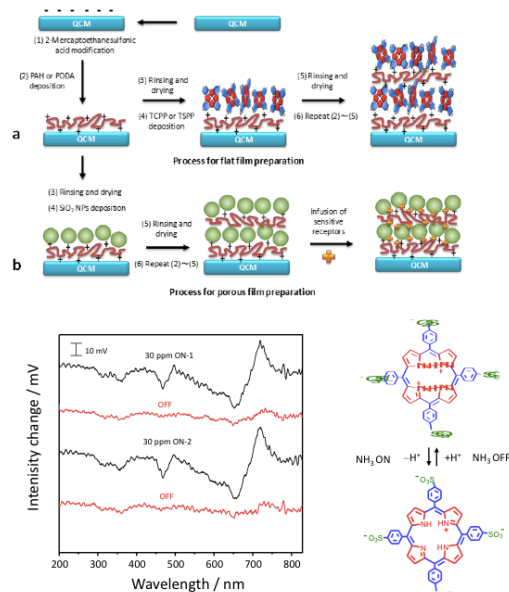 QCM
QCM
(1) 2-Mercaptoethanesulfonic
acid modification
(2) PAH or PDDA
deposition
(3) Rinsing and
drying
(4) TCPP or TSPP
deposition
(5) Rinsing and
drying
(6) Repeat (2)~(5)
QCM
QCM
QCM
a
Process for flat film preparation
(3) Rinsing and drying
(4) SiO₂ NPs deposition
(5) Rinsing and
drying
(6) Repeat (2)~(5)
Infusion of
sensitive
receptors
QCM
QCM
QCM
b
Process for porous film preparation
10 mV
30 ppm ON-1
OFF
30 ppm ON-2
OFF
Intenisity change / mV
200 300 400 500 600 700 800
Wavelength / nm
NH₃ ON
−H⁺
+H⁺
NH₃ OFF
⁻O₃S
NH
HN
⁻O₃S
SO₃⁻
N
HN